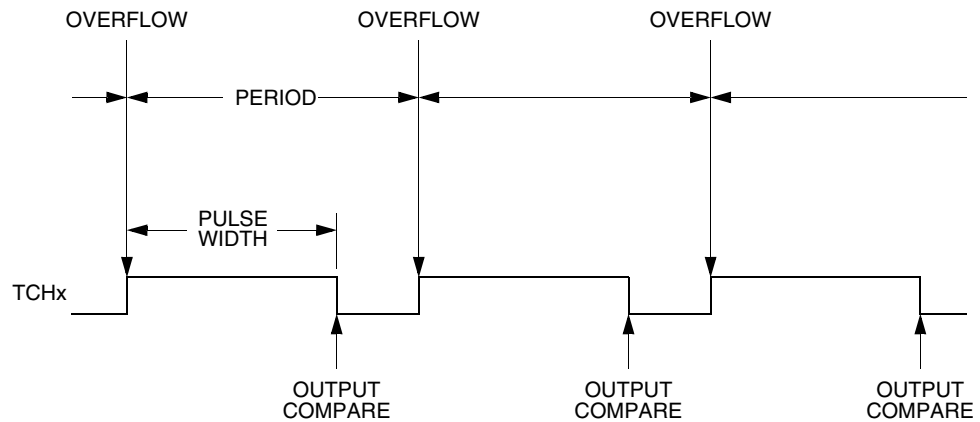 OVERFLOW OVERFLOW OVERFLOW
PERIOD
PULSE
WIDTH
TCHx
OUTPUT
COMPARE
OUTPUT
COMPARE
OUTPUT
COMPARE